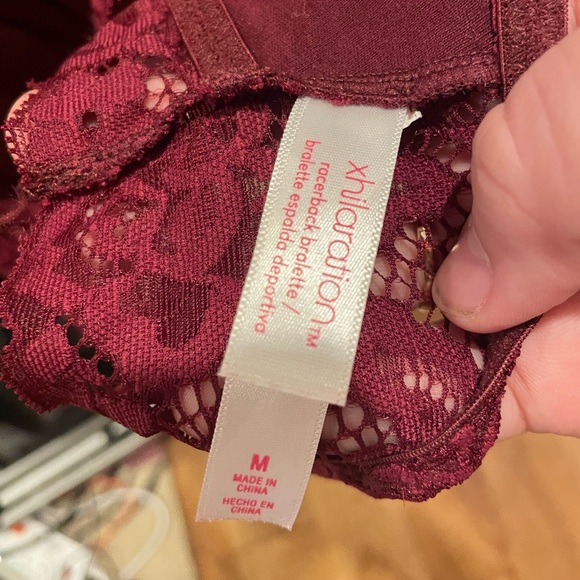 xhilaration™
racerback bralette /
bralette espalda deportiva
M
MADE IN
CHINA
HECHO EN
CHINA